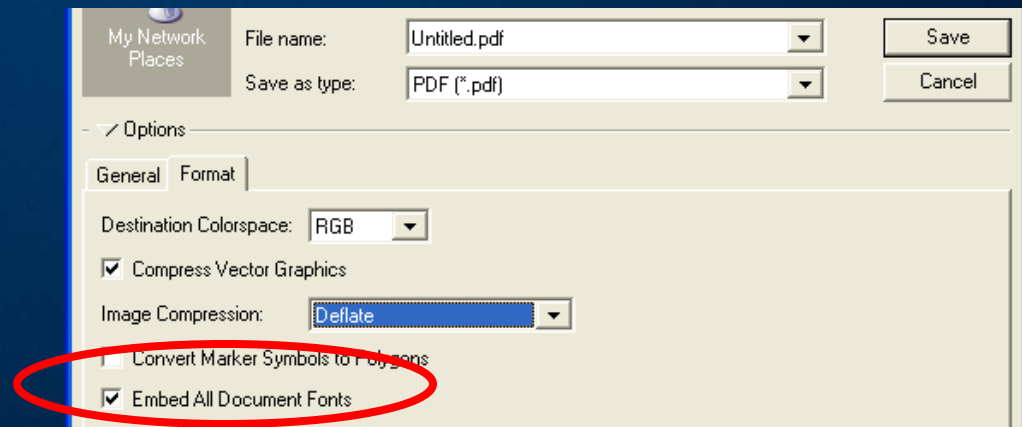 My Network
Places
File name:
Untitled.pdf
Save
Save as type:
PDF (*.pdf)
Cancel
Options
General
Format
Destination Colorspace:
RGB
Compress Vector Graphics
Image Compression:
Deflate
Convert Marker Symbols to Polygons
Embed All Document Fonts